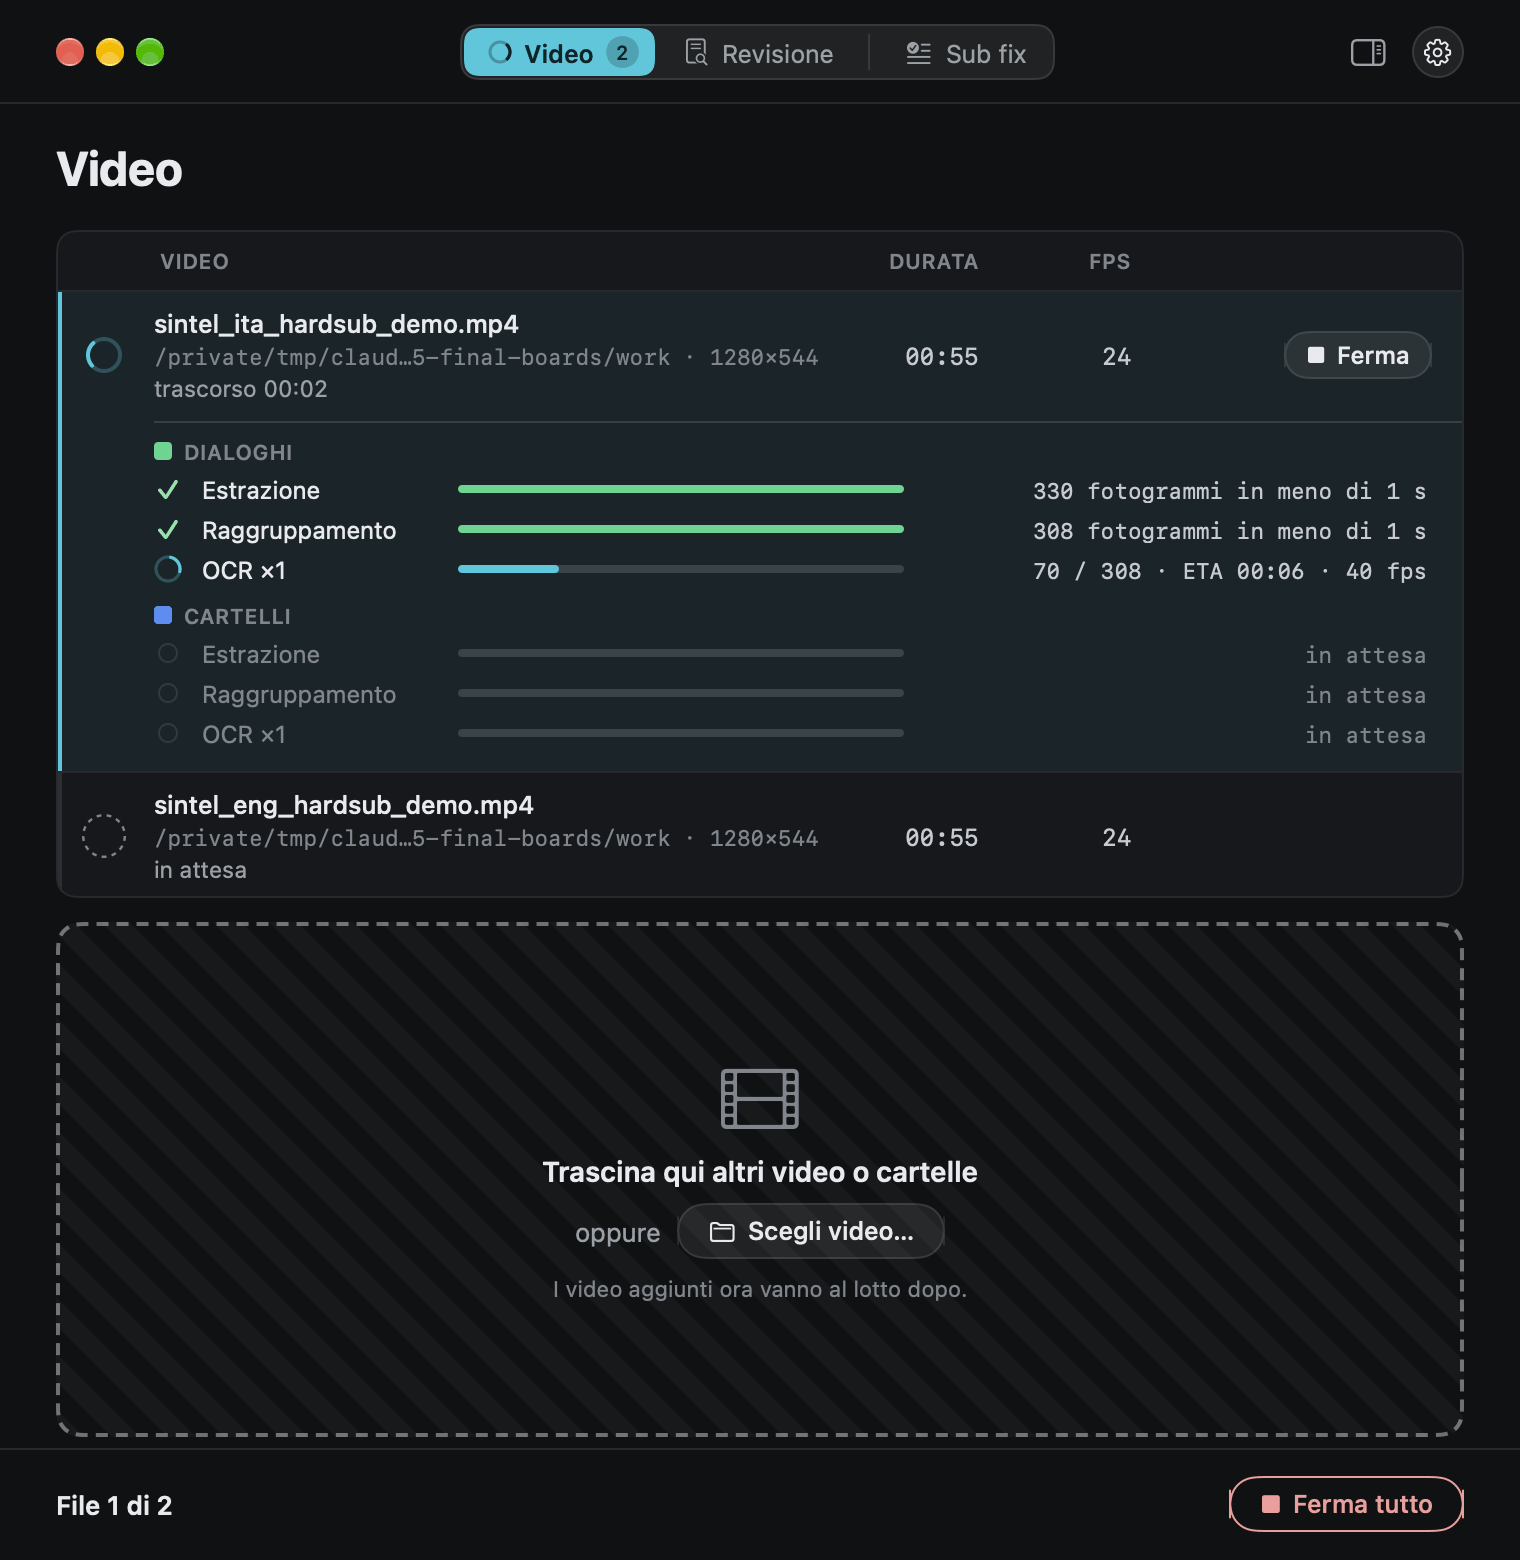 Video 2 Revisione Sub fix
Video
VIDEO DURATA FPS
sintel_ita_hardsub_demo.mp4
/private/tmp/claud…5-final-boards/work · 1280×544 00:55 24 Ferma
trascorso 00:02
DIALOGHI
Estrazione 330 fotogrammi in meno di 1 s
Raggruppamento 308 fotogrammi in meno di 1 s
OCR ×1 70 / 308 · ETA 00:06 · 40 fps
CARTELLI
Estrazione in attesa
Raggruppamento in attesa
OCR ×1 in attesa
sintel_eng_hardsub_demo.mp4
/private/tmp/claud…5-final-boards/work · 1280×544 00:55 24
in attesa
Trascina qui altri video o cartelle
oppure Scegli video...
I video aggiunti ora vanno al lotto dopo.
File 1 di 2 Ferma tutto